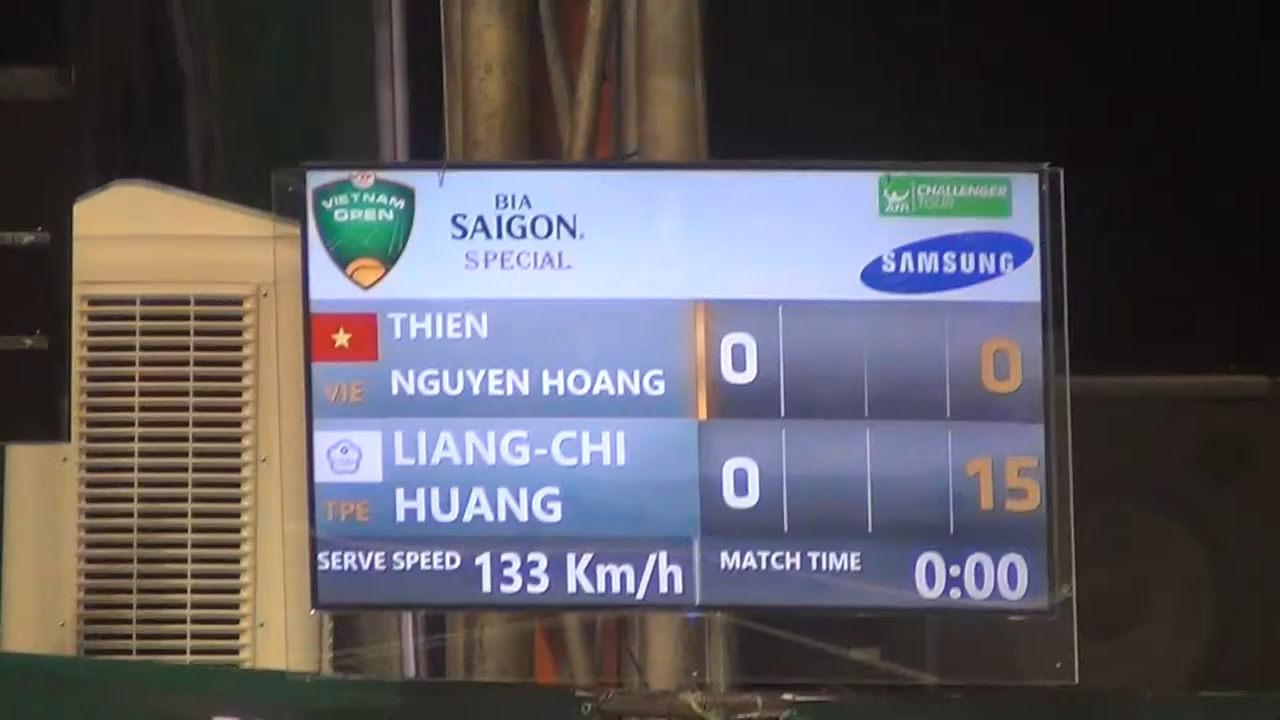 VIETNAM
OPEN
BIA
SAIGON.
SPECIAL
ATP CHALLENGER
TOUR
SAMSUNG
THIEN
VIE NGUYEN HOANG
0 0
LIANG-CHI
TPE HUANG
0 15
SERVE SPEED 133 Km/h
MATCH TIME 0:00